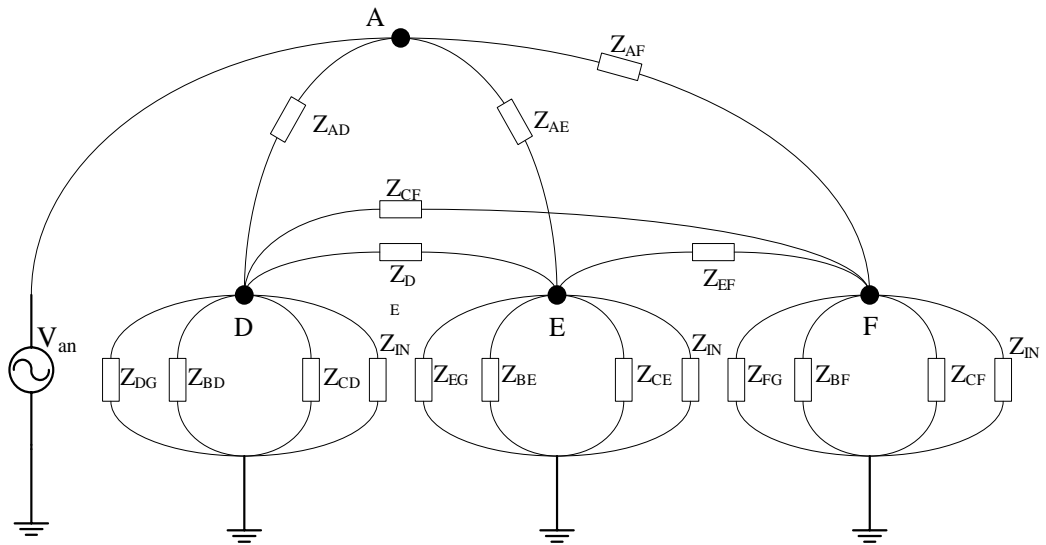 A
Z_AF
Z_AD
Z_AE
Z_CF
Z_D
E
Z_EF
D
E
F
V_an
Z_DG
Z_BD
Z_CD
Z_IN
Z_EG
Z_BE
Z_CE
Z_IN
Z_FG
Z_BF
Z_CF
Z_IN